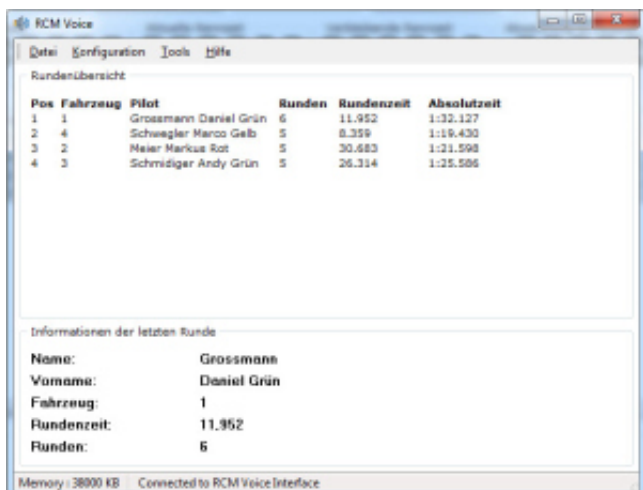 RCM Voice
Datei Konfiguration Tools Hilfe
Rundenübersicht
Pos Fahrzeug Pilot Runden Rundenzeit Absolutzeit
1 1 Grossmann Daniel Grün 6 11.952 1:32.127
2 4 Schwegler Marco Gelb 5 8.359 1:19.430
3 2 Meier Markus Rot 5 30.683 1:21.598
4 3 Schmidiger Andy Grün 5 26.314 1:25.586
Informationen der letzten Runde
Name: Grossmann
Vorname: Daniel Grün
Fahrzeug: 1
Rundenzeit: 11.952
Runden: 6
Memory : 38000 KB Connected to RCM Voice Interface